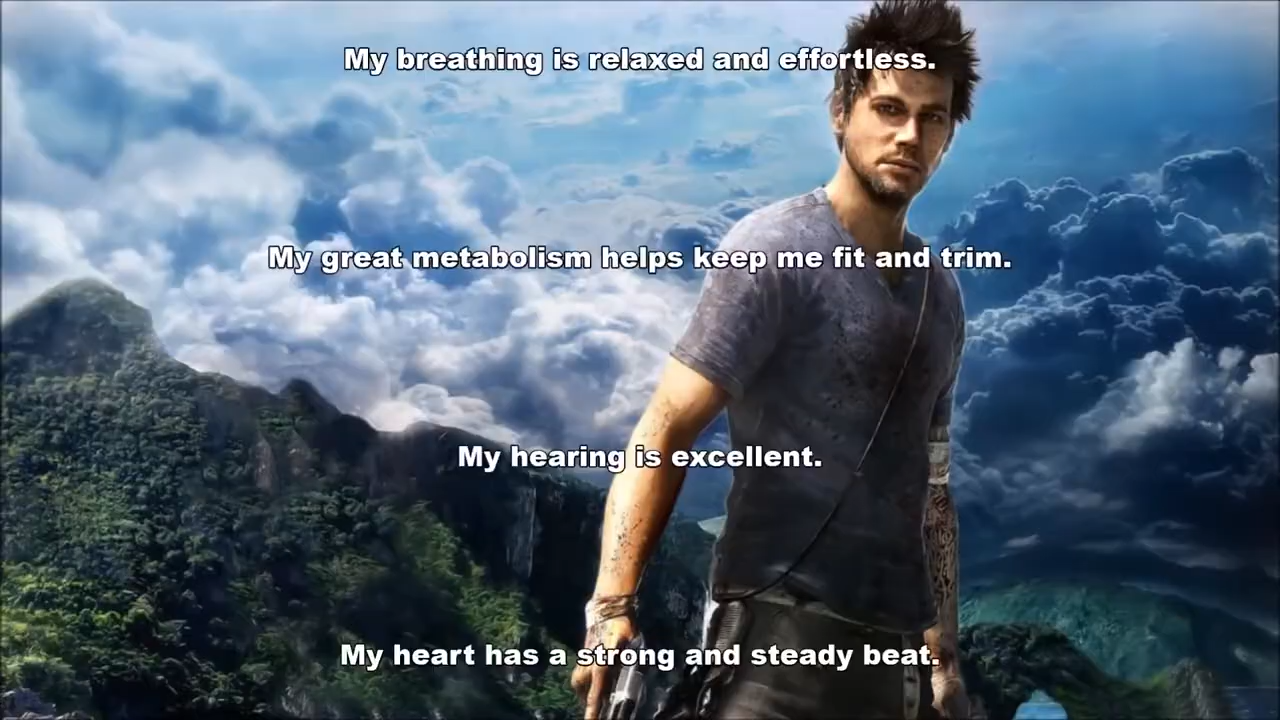 My breathing is relaxed and effortless.
My great metabolism helps keep me fit and trim.
My hearing is excellent.
My heart has a strong and steady beat.